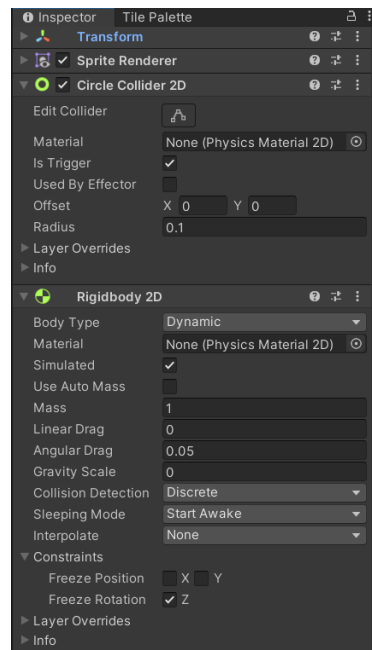 Inspector Tile Palette
Transform
Sprite Renderer
Circle Collider 2D
Edit Collider
Material None (Physics Material 2D)
Is Trigger
Used By Effector
Offset X 0 Y 0
Radius 0.1
Layer Overrides
Info
Rigidbody 2D
Body Type Dynamic
Material None (Physics Material 2D)
Simulated
Use Auto Mass
Mass 1
Linear Drag 0
Angular Drag 0.05
Gravity Scale 0
Collision Detection Discrete
Sleeping Mode Start Awake
Interpolate None
Constraints
Freeze Position X Y
Freeze Rotation Z
Layer Overrides
Info